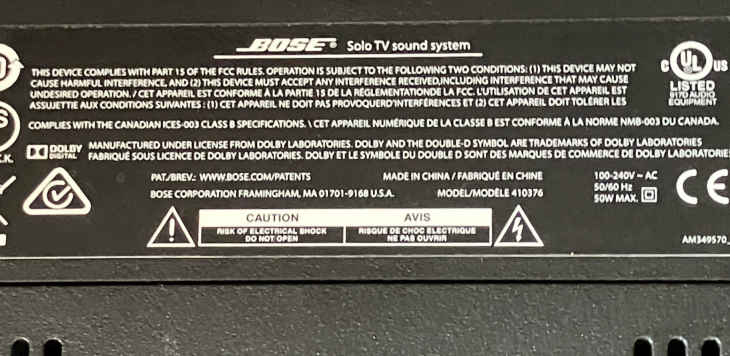 BOSE® Solo TV sound system
THIS DEVICE COMPLIES WITH PART 15 OF THE FCC RULES. OPERATION IS SUBJECT TO THE FOLLOWING TWO CONDITIONS: (1) THIS DEVICE MAY NOT
CAUSE HARMFUL INTERFERENCE, AND (2) THIS DEVICE MUST ACCEPT ANY INTERFERENCE RECEIVED,INCLUDING INTERFERENCE THAT MAY CAUSE
UNDESIRED OPERATION. / CET APPAREIL EST CONFORME À LA PARTIE 15 DE LA RÉGLEMENTATIONDE LA FCC. L'UTILISATION DE CET APPAREIL EST
ASSUJETTIE AUX CONDITIONS SUIVANTES : (1) CET APPAREIL NE DOIT PAS PROVOQUERD'INTERFÉRENCES ET (2) CET APPAREIL DOIT TOLÉRER LES
C UL US
LISTED
917D AUDIO
EQUIPMENT
COMPLIES WITH THE CANADIAN ICES-003 CLASS B SPECIFICATIONS. \ CET APPAREIL NUMÉRIQUE DE LA CLASSE B EST CONFORME À LA NORME NMB-003 DU CANADA.
DOLBY
DIGITAL
MANUFACTURED UNDER LICENSE FROM DOLBY LABORATORIES. DOLBY AND THE DOUBLE-D SYMBOL ARE TRADEMARKS OF DOLBY LABORATORIES
FABRIQUÉ SOUS LICENCE DE DOLBY LABORATORIES. DOLBY ET LE SYMBOLE DU DOUBLE D SONT DES MARQUES DE COMMERCE DE DOLBY LABORATORIES
PAT./BREV.: WWW.BOSE.COM/PATENTS MADE IN CHINA / FABRIQUÉ EN CHINE
BOSE CORPORATION FRAMINGHAM, MA 01701-9168 U.S.A. MODEL/MODÈLE 410376
100-240V ~ AC
50/60 Hz
50W MAX.
CE
CAUTION
RISK OF ELECTRICAL SHOCK
DO NOT OPEN
AVIS
RISQUE DE CHOC ELECTRIQUE
NE PAS OUVRIR
AM349570_